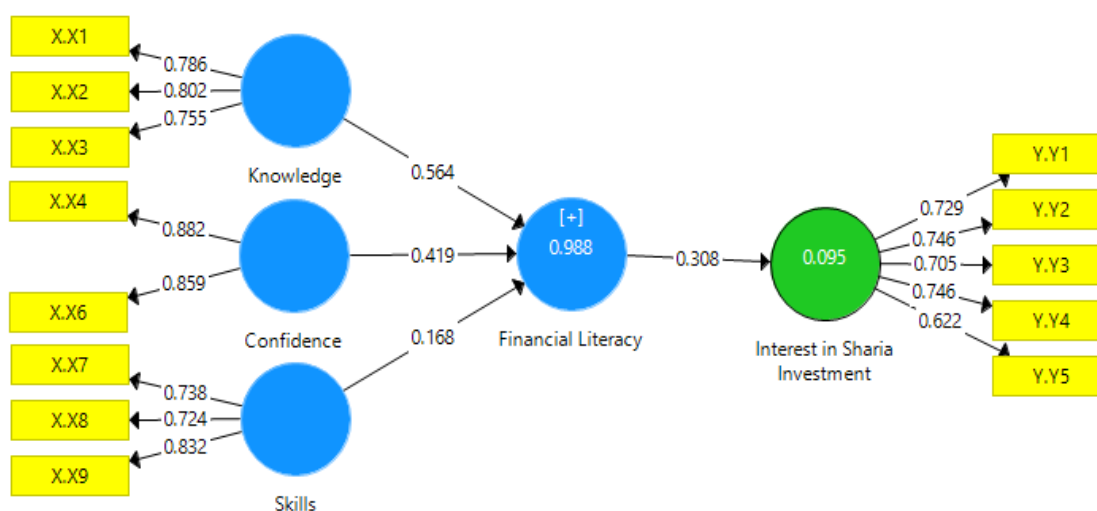 X.X1
0.786
X.X2
0.802
X.X3
0.755
Knowledge
X.X4
0.882
0.859
X.X6
Confidence
X.X7
0.738
X.X8
0.724
0.832
X.X9
Skills
0.564
0.419
0.168
[+]
0.988
Financial Literacy
0.308
0.095
Interest in Sharia
Investment
0.729
0.746
0.705
0.746
0.622
Y.Y1
Y.Y2
Y.Y3
Y.Y4
Y.Y5